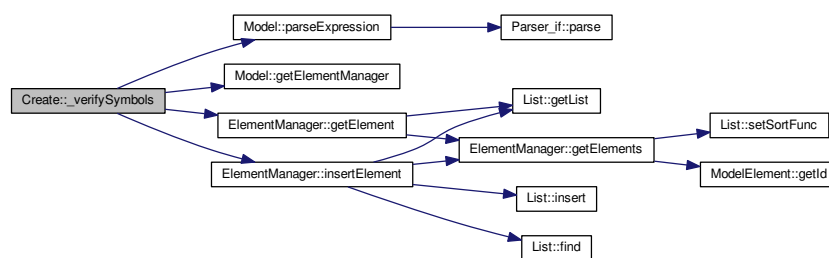 Create::_verifySymbols
Model::parseExpression
Parser_if::parse
Model::getElementManager
ElementManager::getElement
List::getList
ElementManager::insertElement
ElementManager::getElements
List::setSortFunc
ModelElement::getId
List::insert
List::find